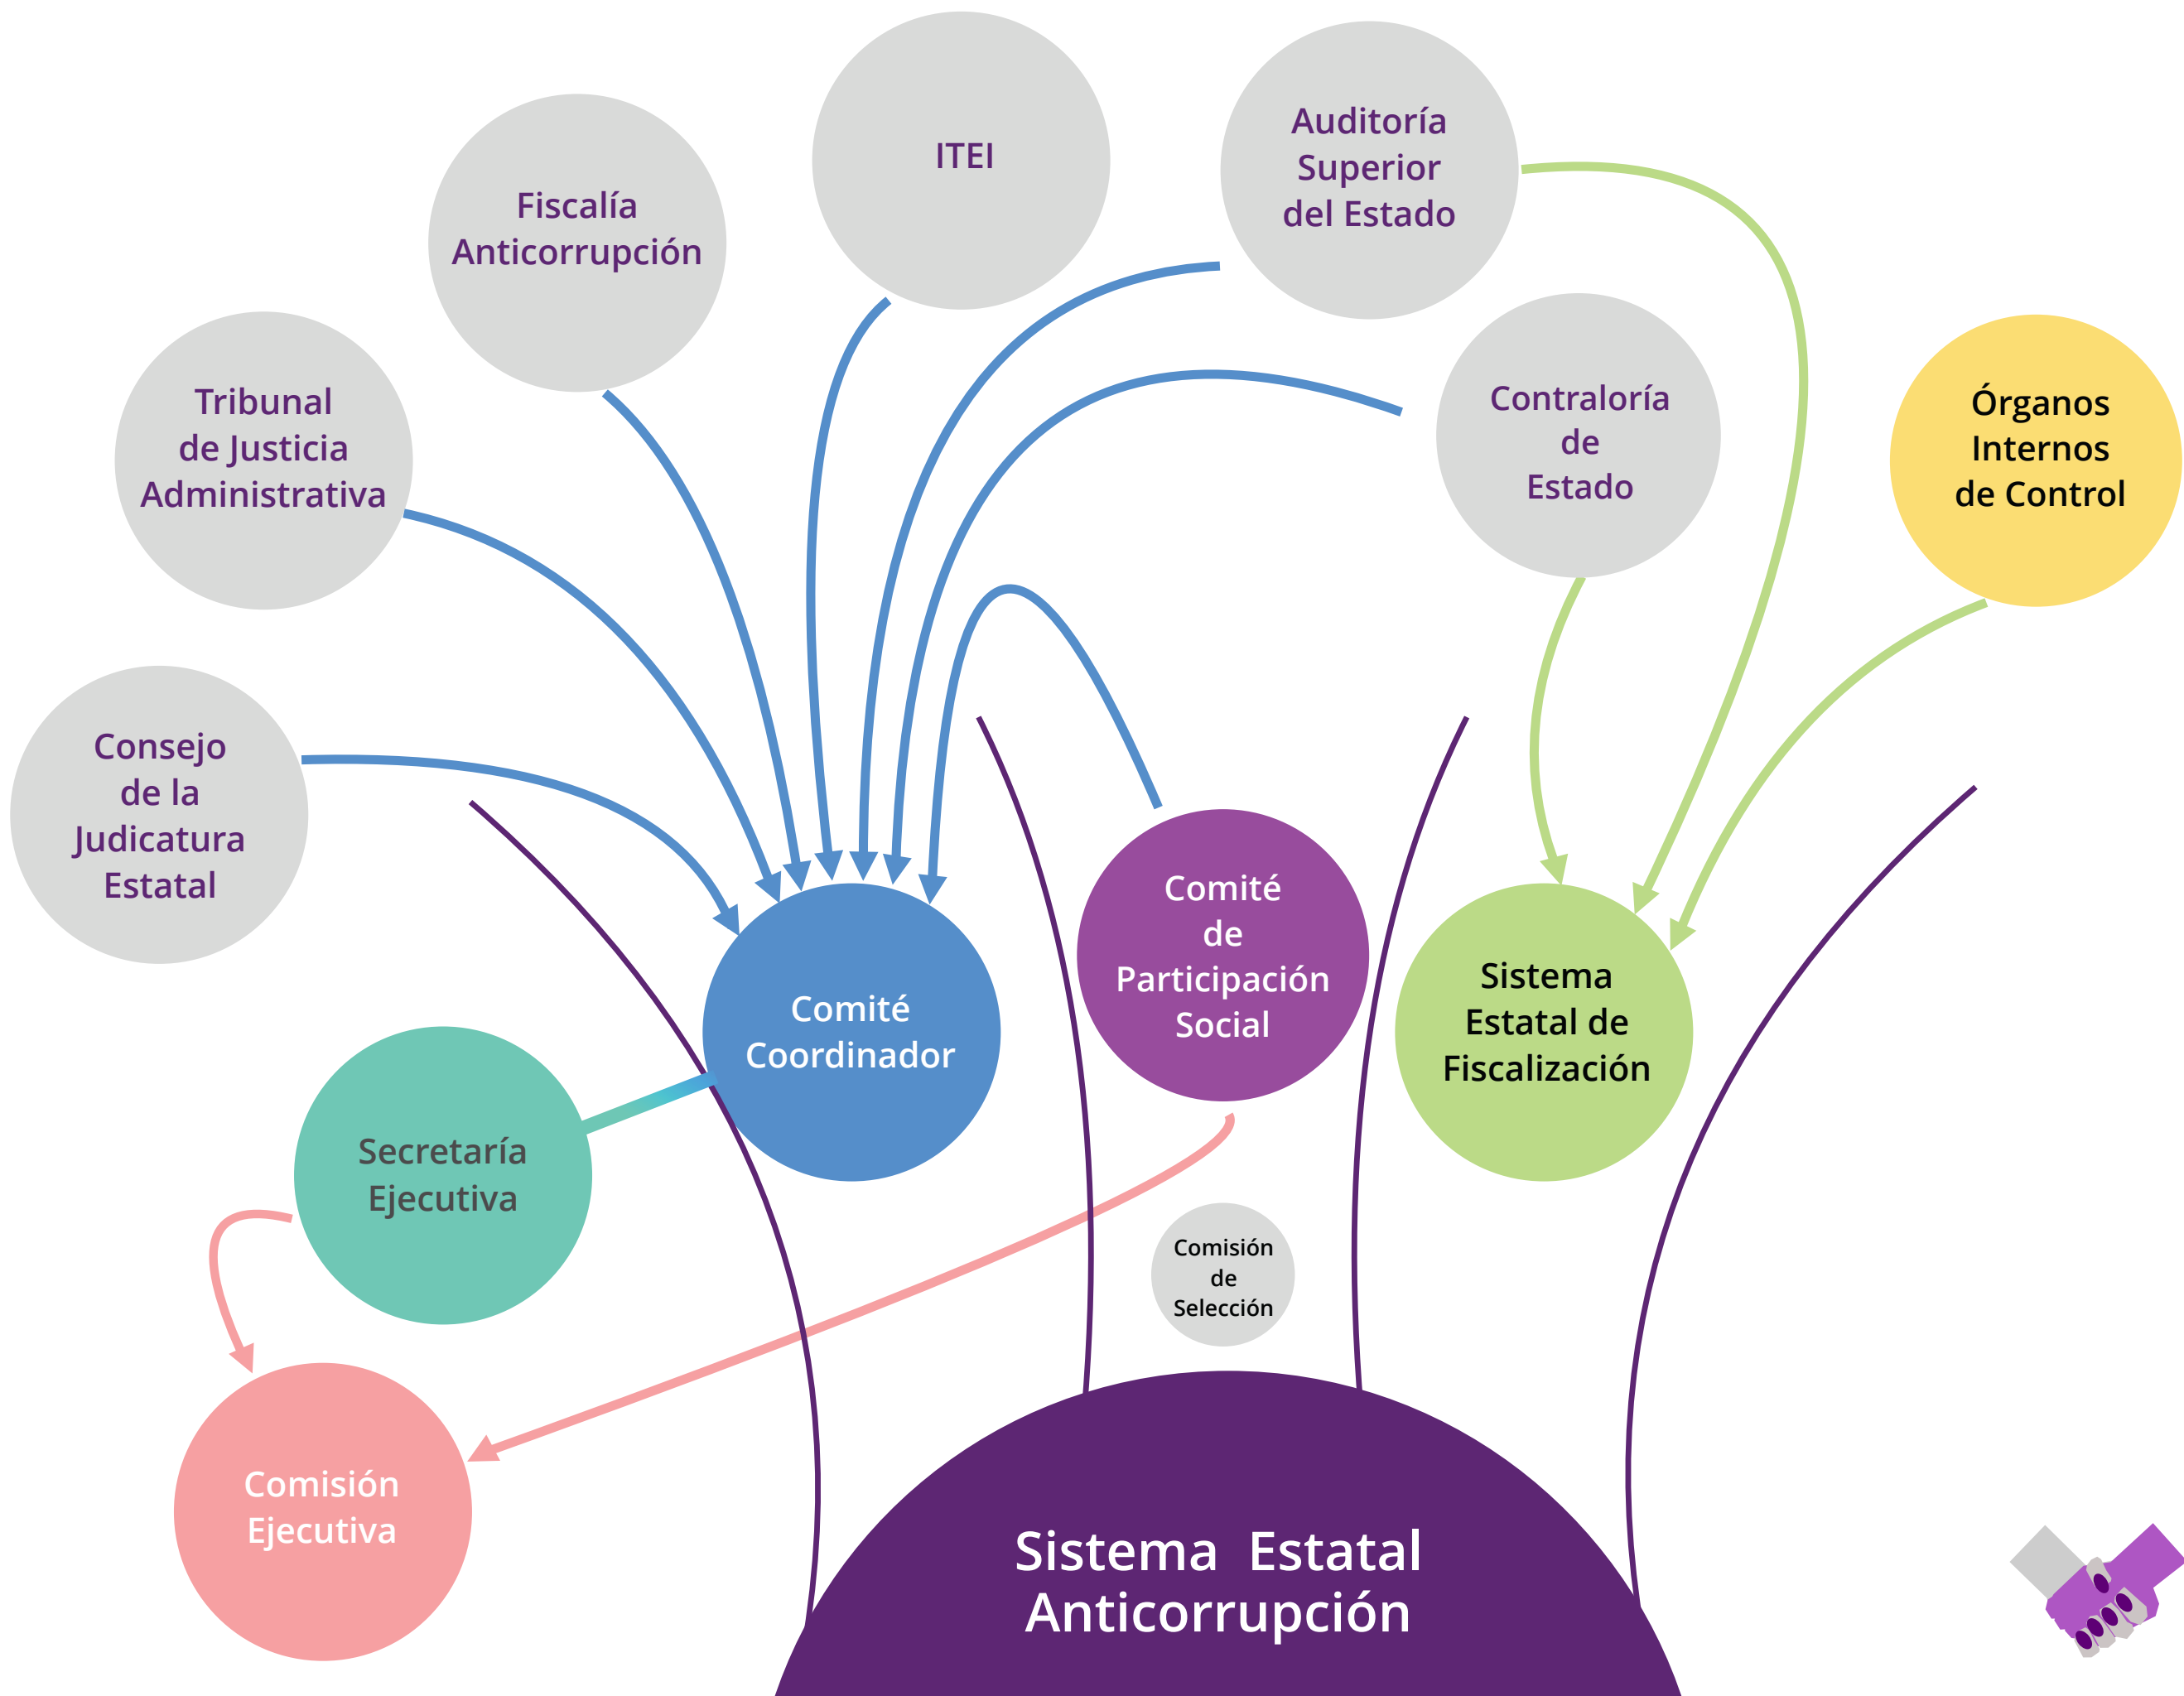 ITEI
Auditoría
Superior
del Estado
Fiscalía
Anticorrupción
Tribunal
de Justicia
Administrativa
Contraloría
de
Estado
Órganos
Internos
de Control
Consejo
de la
Judicatura
Estatal
Comité
Coordinador
Comité
de
Participación
Social
Sistema
Estatal de
Fiscalización
Secretaría
Ejecutiva
Comisión
de
Selección
Comisión
Ejecutiva
Sistema Estatal
Anticorrupción